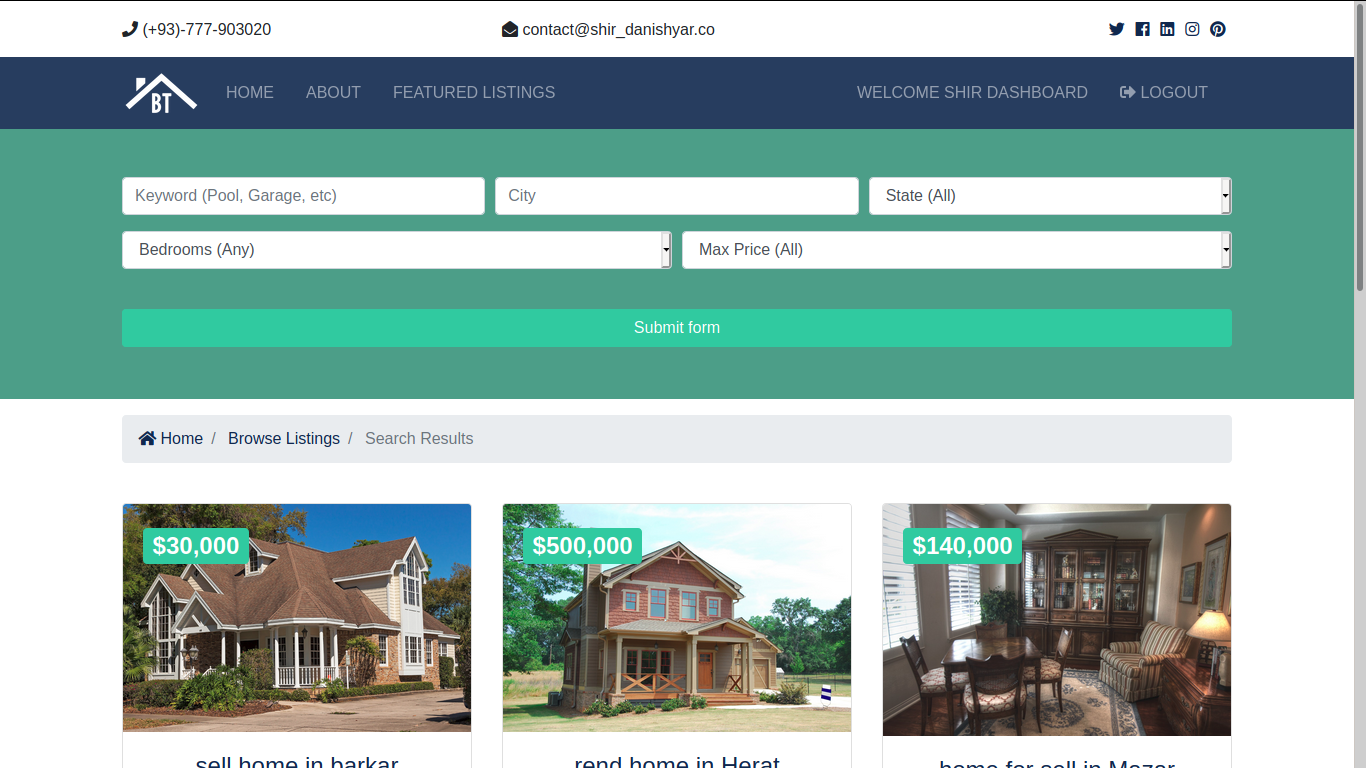 (+93)-777-903020
contact@shir_danishyar.co
BT
HOME
ABOUT
FEATURED LISTINGS
WELCOME SHIR DASHBOARD
LOGOUT
Keyword (Pool, Garage, etc)
City
State (All)
Bedrooms (Any)
Max Price (All)
Submit form
Home / Browse Listings / Search Results
$30,000
$500,000
$140,000
sell home in barkar
rend home in Herat
home for sell in Mazar